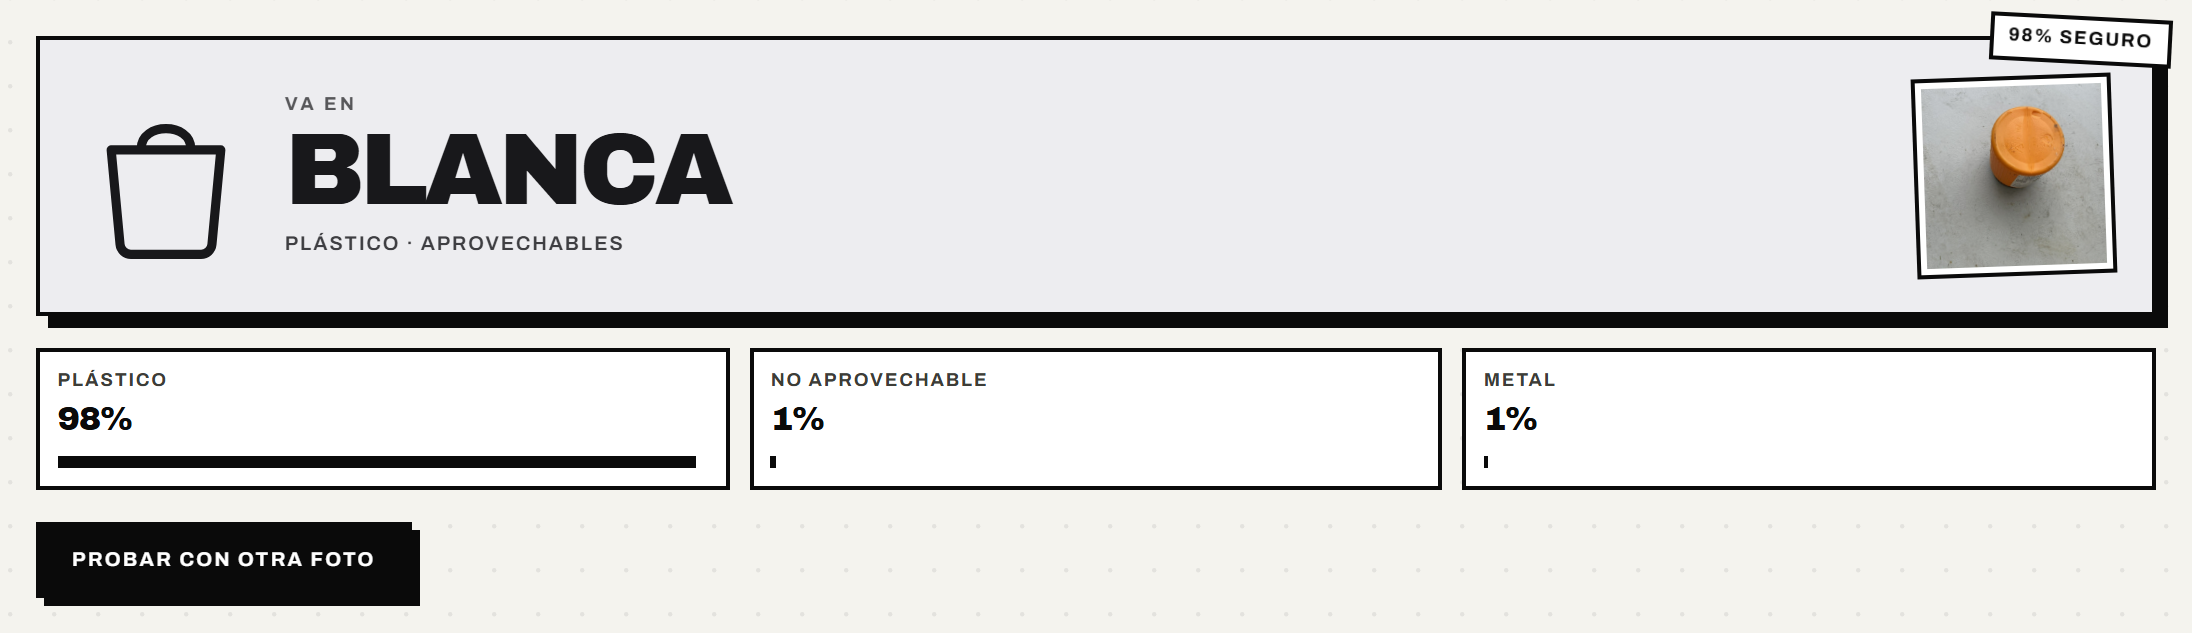 98% SEGURO
VA EN
BLANCA
PLÁSTICO · APROVECHABLES
PLÁSTICO
98%
NO APROVECHABLE
1%
METAL
1%
PROBAR CON OTRA FOTO